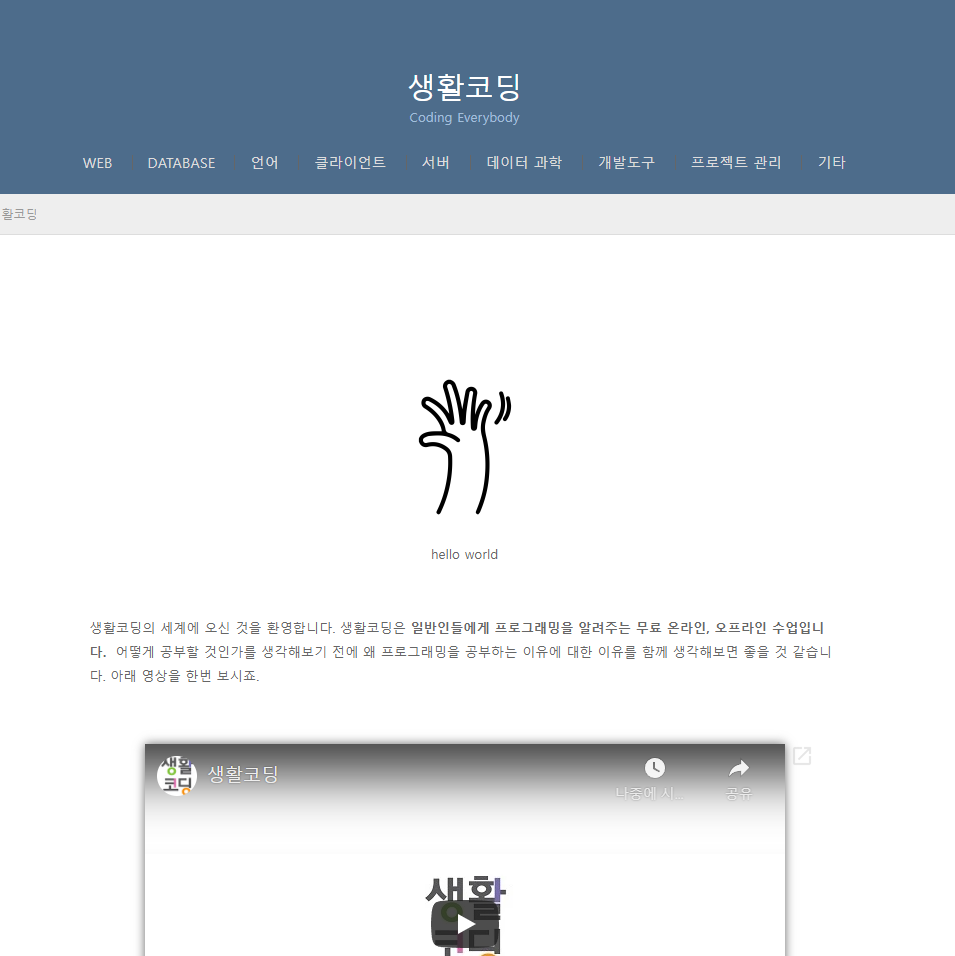 생활코딩
Coding Everybody
WEB DATABASE 언어 클라이언트 서버 데이터 과학 개발도구 프로젝트 관리 기타
활코딩
hello world
생활코딩의 세계에 오신 것을 환영합니다. 생활코딩은 일반인들에게 프로그래밍을 알려주는 무료 온라인, 오프라인 수업입니
다. 어떻게 공부할 것인가를 생각해보기 전에 왜 프로그래밍을 공부하는 이유에 대한 이유를 함께 생각해보면 좋을 것 같습니
다. 아래 영상을 한번 보시죠.
생활
코딩
생활코딩
나중에 시...
공유
생활
코딩